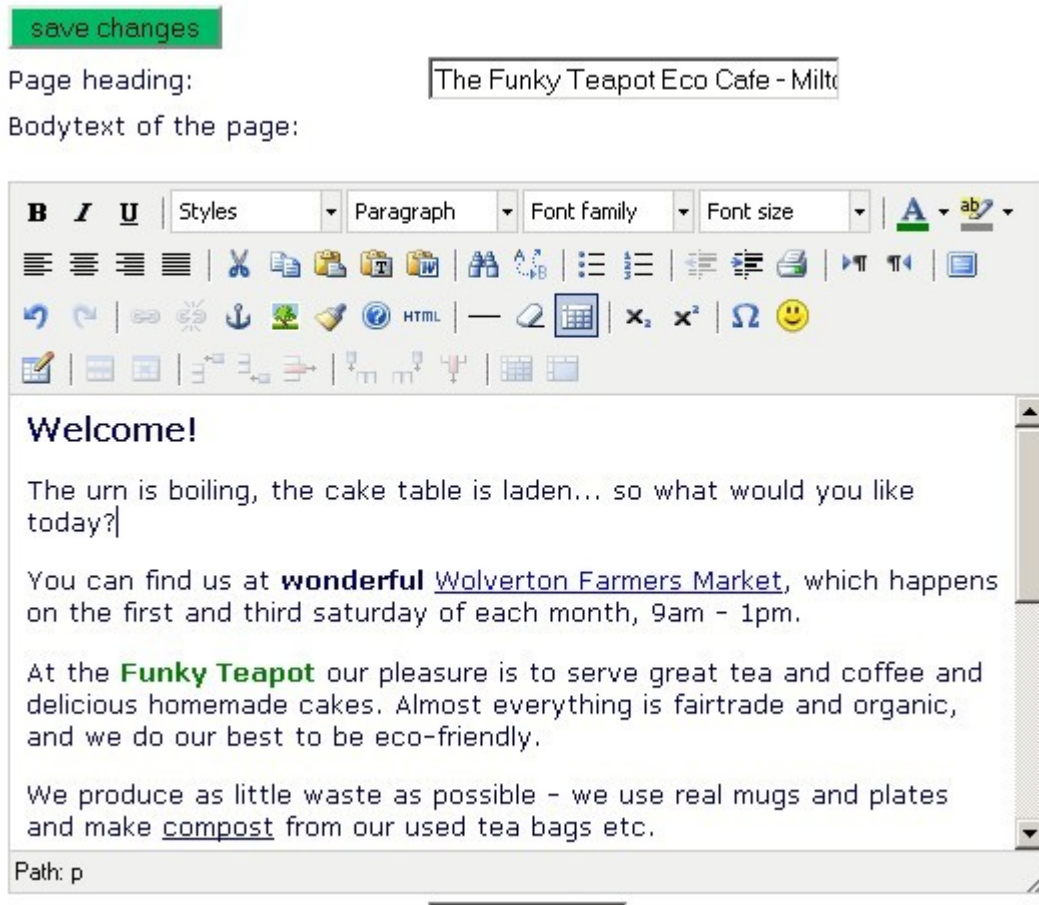 save changes
Page heading: The Funky Teapot Eco Cafe - Milto
Bodytext of the page:
B I U Styles Paragraph Font family Font size A ab
HTML x₂ x² Ω
Welcome!
The urn is boiling, the cake table is laden... so what would you like
today?
You can find us at wonderful Wolverton Farmers Market, which happens
on the first and third saturday of each month, 9am - 1pm.
At the Funky Teapot our pleasure is to serve great tea and coffee and
delicious homemade cakes. Almost everything is fairtrade and organic,
and we do our best to be eco-friendly.
We produce as little waste as possible - we use real mugs and plates
and make compost from our used tea bags etc.
Path: p